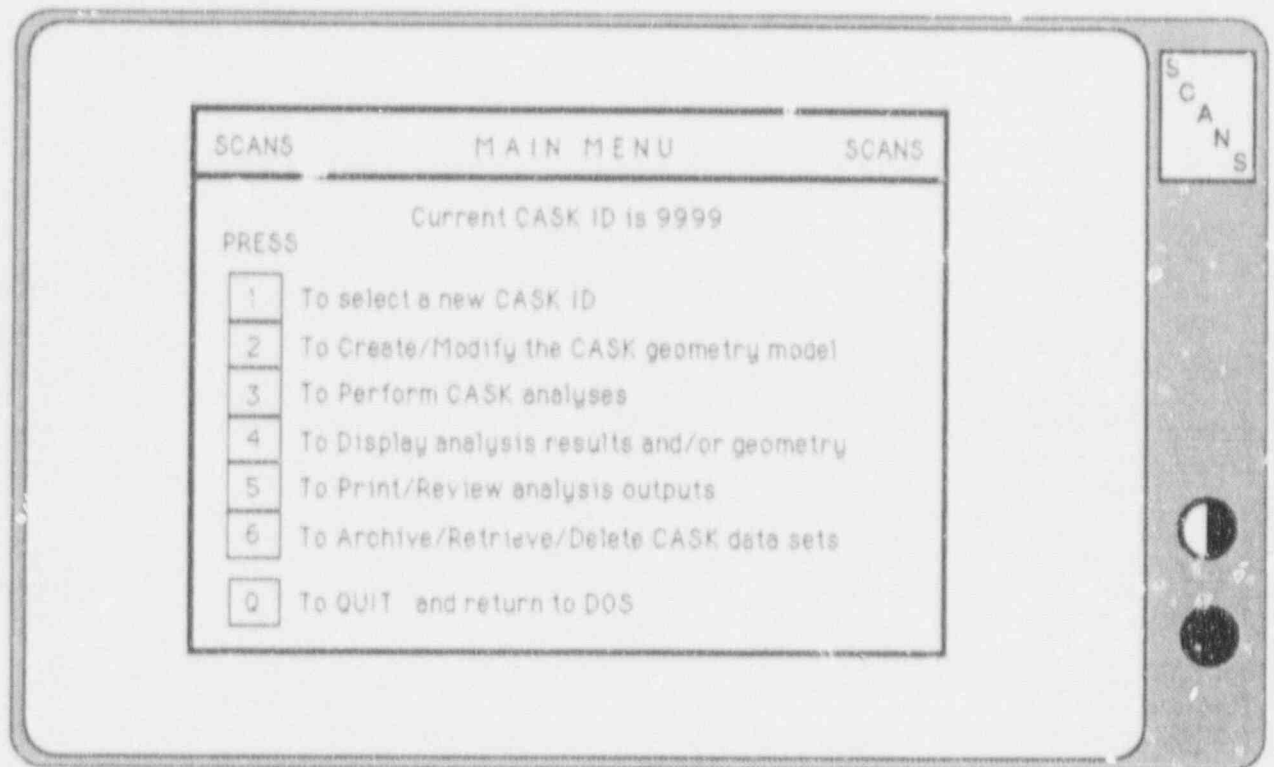 SCANS MAIN MENU SCANS
Current CASK ID is 9999
PRESS
1 To select a new CASK ID
2 To Create/Modify the CASK geometry model
3 To Perform CASK analyses
4 To Display analysis results and/or geometry
5 To Print/Review analysis outputs
6 To Archive/Retrieve/Delete CASK data sets
Q To QUIT and return to DOS
SCANS